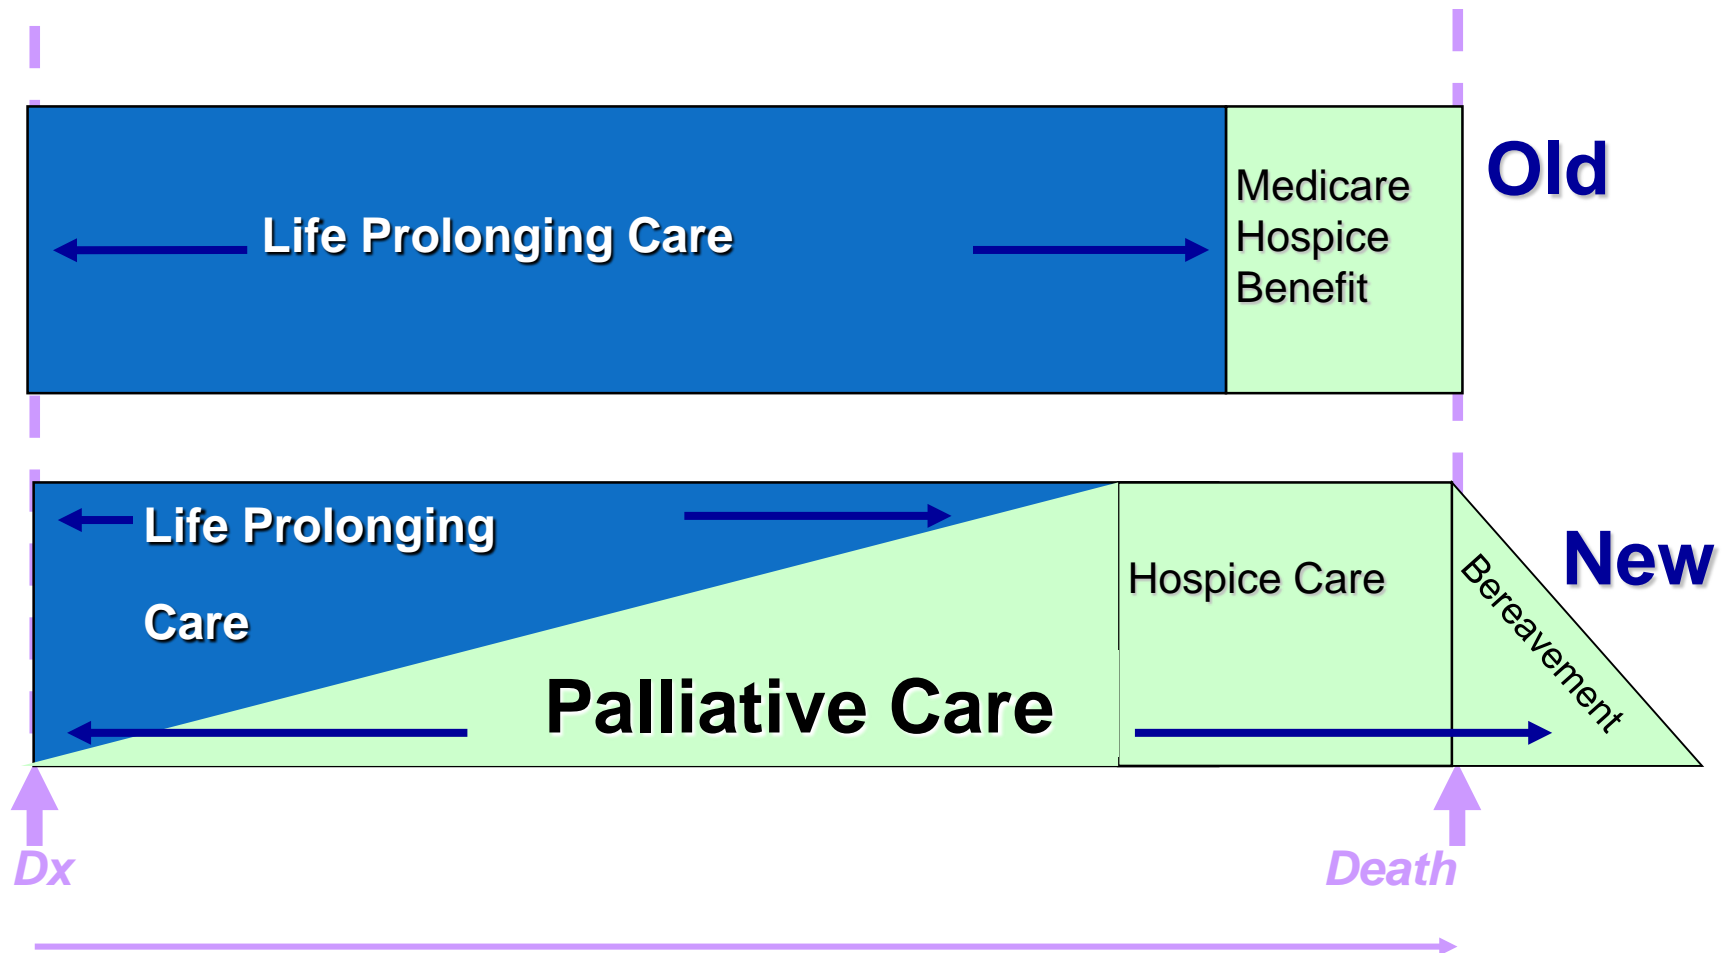 Old
Life Prolonging Care
Medicare
Hospice
Benefit
New
Life Prolonging
Care
Palliative Care
Hospice Care
Bereavement
Dx
Death